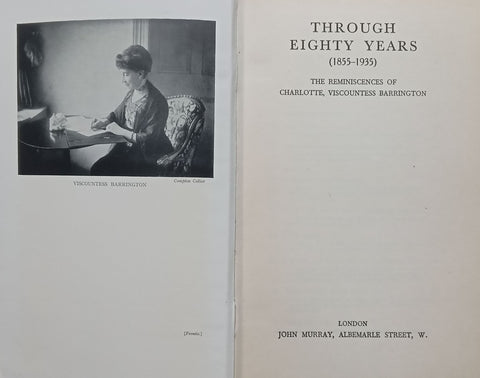 VISCOUNTESS BARRINGTON
Compton Collier
[Frontis.]
THROUGH
EIGHTY YEARS
(1855-1935)
THE REMINISCENCES OF
CHARLOTTE, VISCOUNTESS BARRINGTON
LONDON
JOHN MURRAY, ALBEMARLE STREET, W.